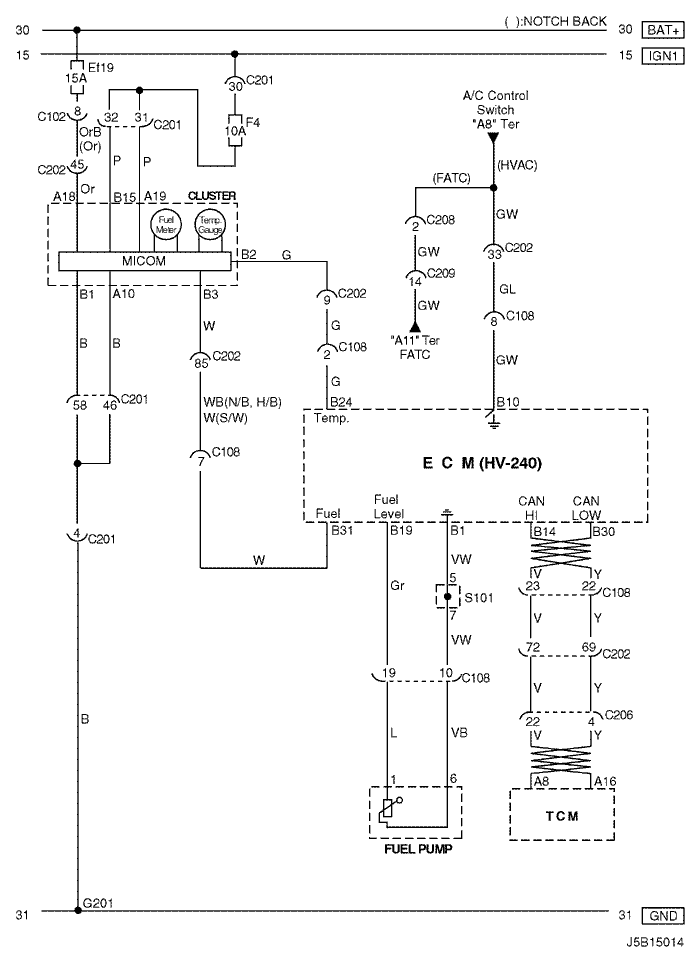 ( ):NOTCH BACK
30 30 BAT+
15 15 IGN1
Ef19
15A
C201
30
8
C102
32 31
C201
F4
10A
OrB
(Or)
A/C Control
Switch
"A8" Ter
P P
45
C202
Or
(HVAC)
(FATC)
A18 B15 A19 CLUSTER
Fuel
Meter
Temp.
Gauge
C208
2
GW
GW
C202
33
MICOM
B2 G
C209
14
GL
GW
B1 A10 B3
C202
9
C108
8
W
G
"A11" Ter
FATC
B B
C108
2
C202
85
GW
G
58 46 C201
WB(N/B, H/B)
W(S/W)
B24 B10
Temp.
C108
7
E C M (HV-240)
Fuel
Fuel
Level
CAN
HI
CAN
LOW
4 C201
B31 B19 B1 B14 B30
W
VW
V Y
Gr
5
S101
7
23 22 C108
V Y
VW
72 69 C202
19 10 C108
V Y
B
22 4 C206
L VB
V Y
1 6
A8 A16
TCM
FUEL PUMP
G201
31 31 GND
J5B15014